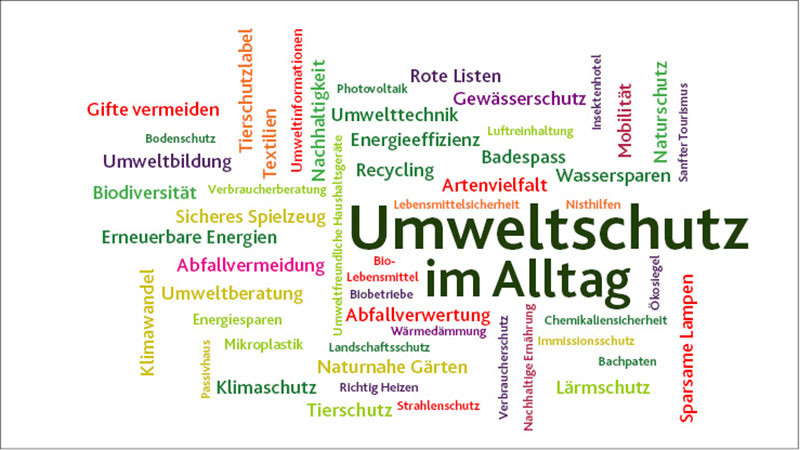 Rote Listen
Photovoltaik
Gewässerschutz
Gifte vermeiden
Tierschutzlabel
Textilien
Umweltinformationen
Nachhaltigkeit
Umwelttechnik
Insektenhotel
Mobilität
Naturschutz
Sanfter Tourismus
Bodenschutz
Energieeffizienz
Luftreinhaltung
Umweltbildung
Recycling
Badespass
Wassersparen
Biodiversität
Verbraucherberatung
Umweltfreundliche Haushaltsgeräte
Artenvielfalt
Lebensmittelsicherheit
Nisthilfen
Sicheres Spielzeug
Umweltschutz
im Alltag
Erneuerbare Energien
Abfallvermeidung
Bio-
Lebensmittel
Ökosiegel
Klimawandel
Umweltberatung
Biobetriebe
Sparsame Lampen
Energiesparen
Abfallverwertung
Chemikaliensicherheit
Wärmedämmung
Verbraucherschutz
Nachhaltige Ernährung
Mikroplastik
Landschaftsschutz
Immissionsschutz
Passivhaus
Naturnahe Gärten
Bachpaten
Klimaschutz
Richtig Heizen
Lärmschutz
Tierschutz
Strahlenschutz